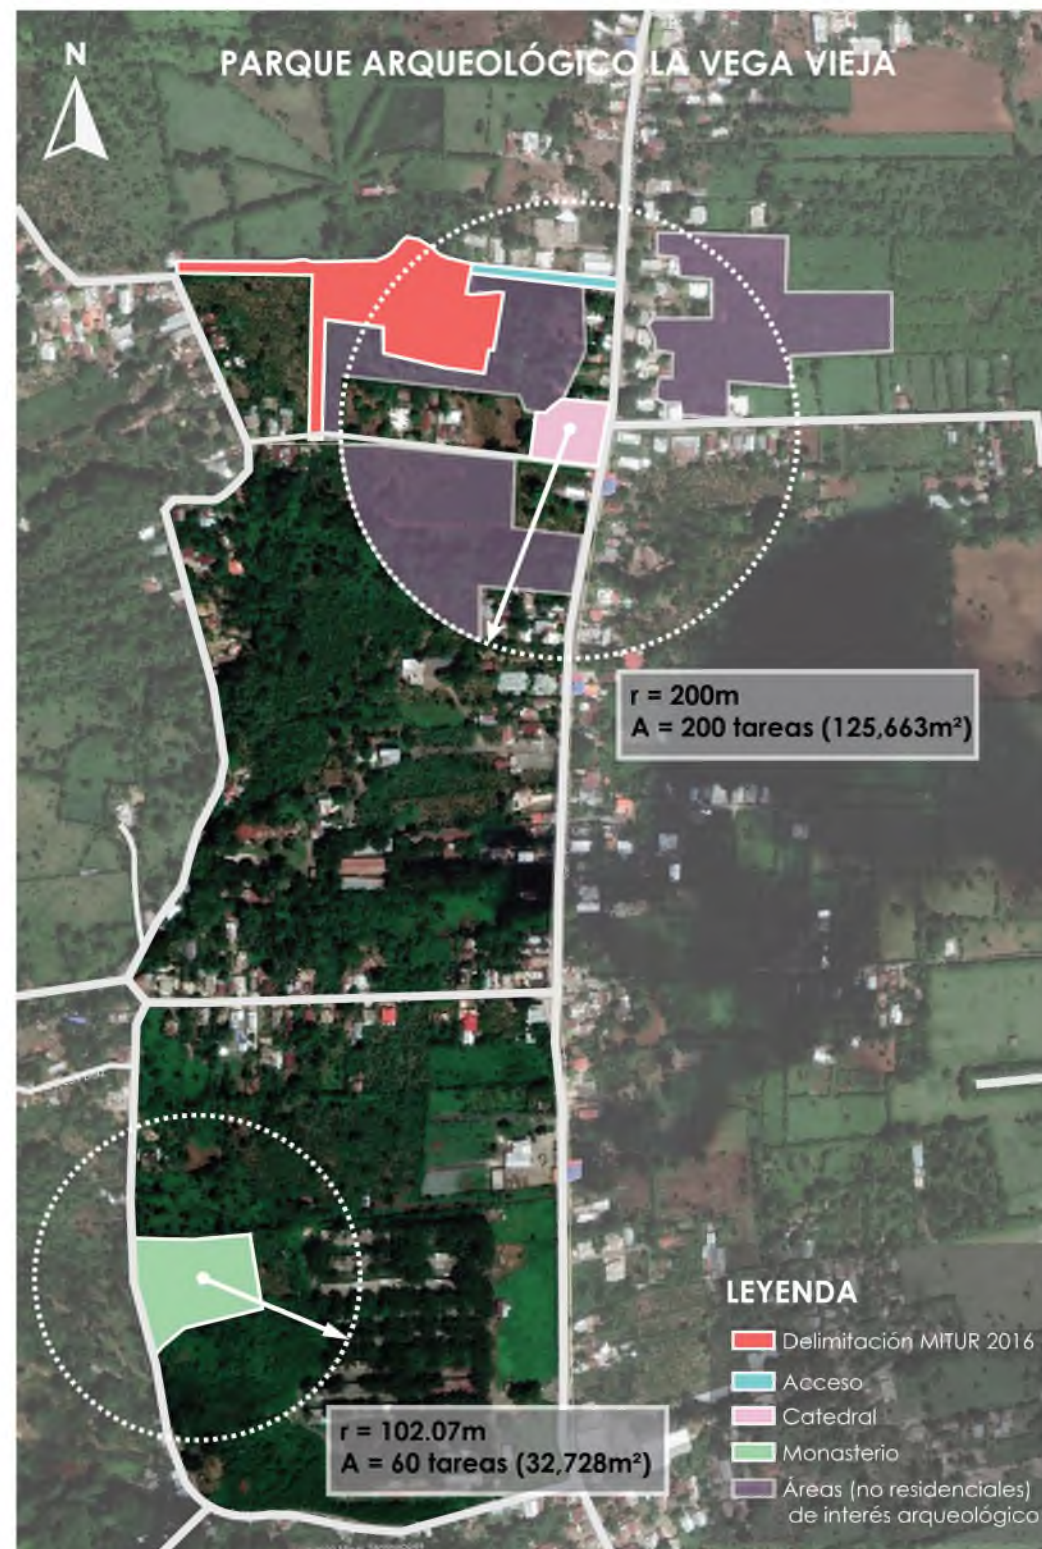 N
PARQUE ARQUEOLÓGICO LA VEGA VIEJA
r = 200m
A = 200 tareas (125,663m²)
r = 102.07m
A = 60 tareas (32,728m²)
LEYENDA
Delimitación MITUR 2016
Acceso
Catedral
Monasterio
Áreas (no residenciales)
de interés arqueológico